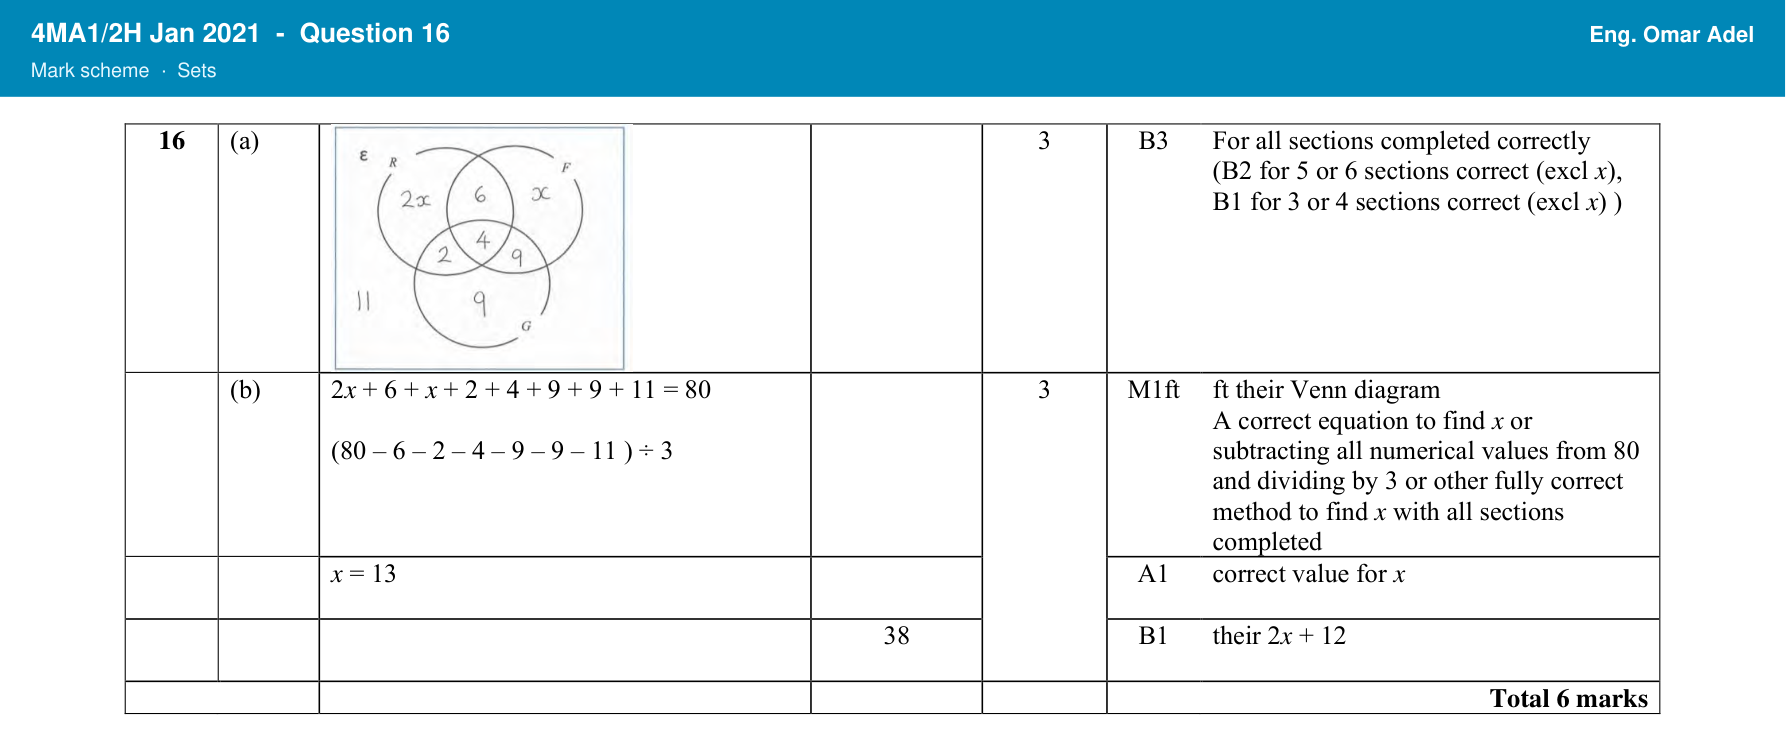 4MA1/2H Jan 2021 - Question 16
Eng. Omar Adel
Mark scheme · Sets
16 (a) 3 B3 For all sections completed correctly
(B2 for 5 or 6 sections correct (excl x),
B1 for 3 or 4 sections correct (excl x) )
ε R F
2x 6 x
4
2 9
11 9
G
(b) 2x + 6 + x + 2 + 4 + 9 + 9 + 11 = 80 3 M1ft ft their Venn diagram
A correct equation to find x or
(80 – 6 – 2 – 4 – 9 – 9 – 11 ) ÷ 3 subtracting all numerical values from 80
and dividing by 3 or other fully correct
method to find x with all sections
completed
x = 13 A1 correct value for x
38 B1 their 2x + 12
Total 6 marks